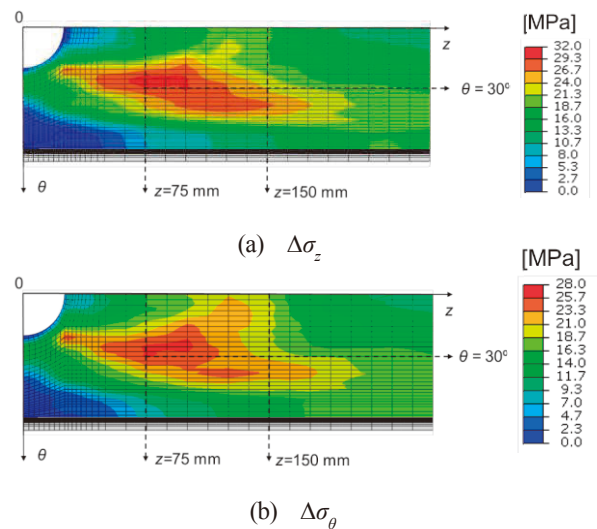 [MPa]
0
z
32.0
29.3
26.7
24.0
21.3
18.7
16.0
13.3
10.7
8.0
5.3
2.7
0.0
θ = 30°
θ
z=75 mm
z=150 mm
(a) Δσz
[MPa]
0
z
28.0
25.7
23.3
21.0
18.7
16.3
14.0
11.7
9.3
7.0
4.7
2.3
0.0
θ = 30°
θ
z=75 mm
z=150 mm
(b) Δσθ